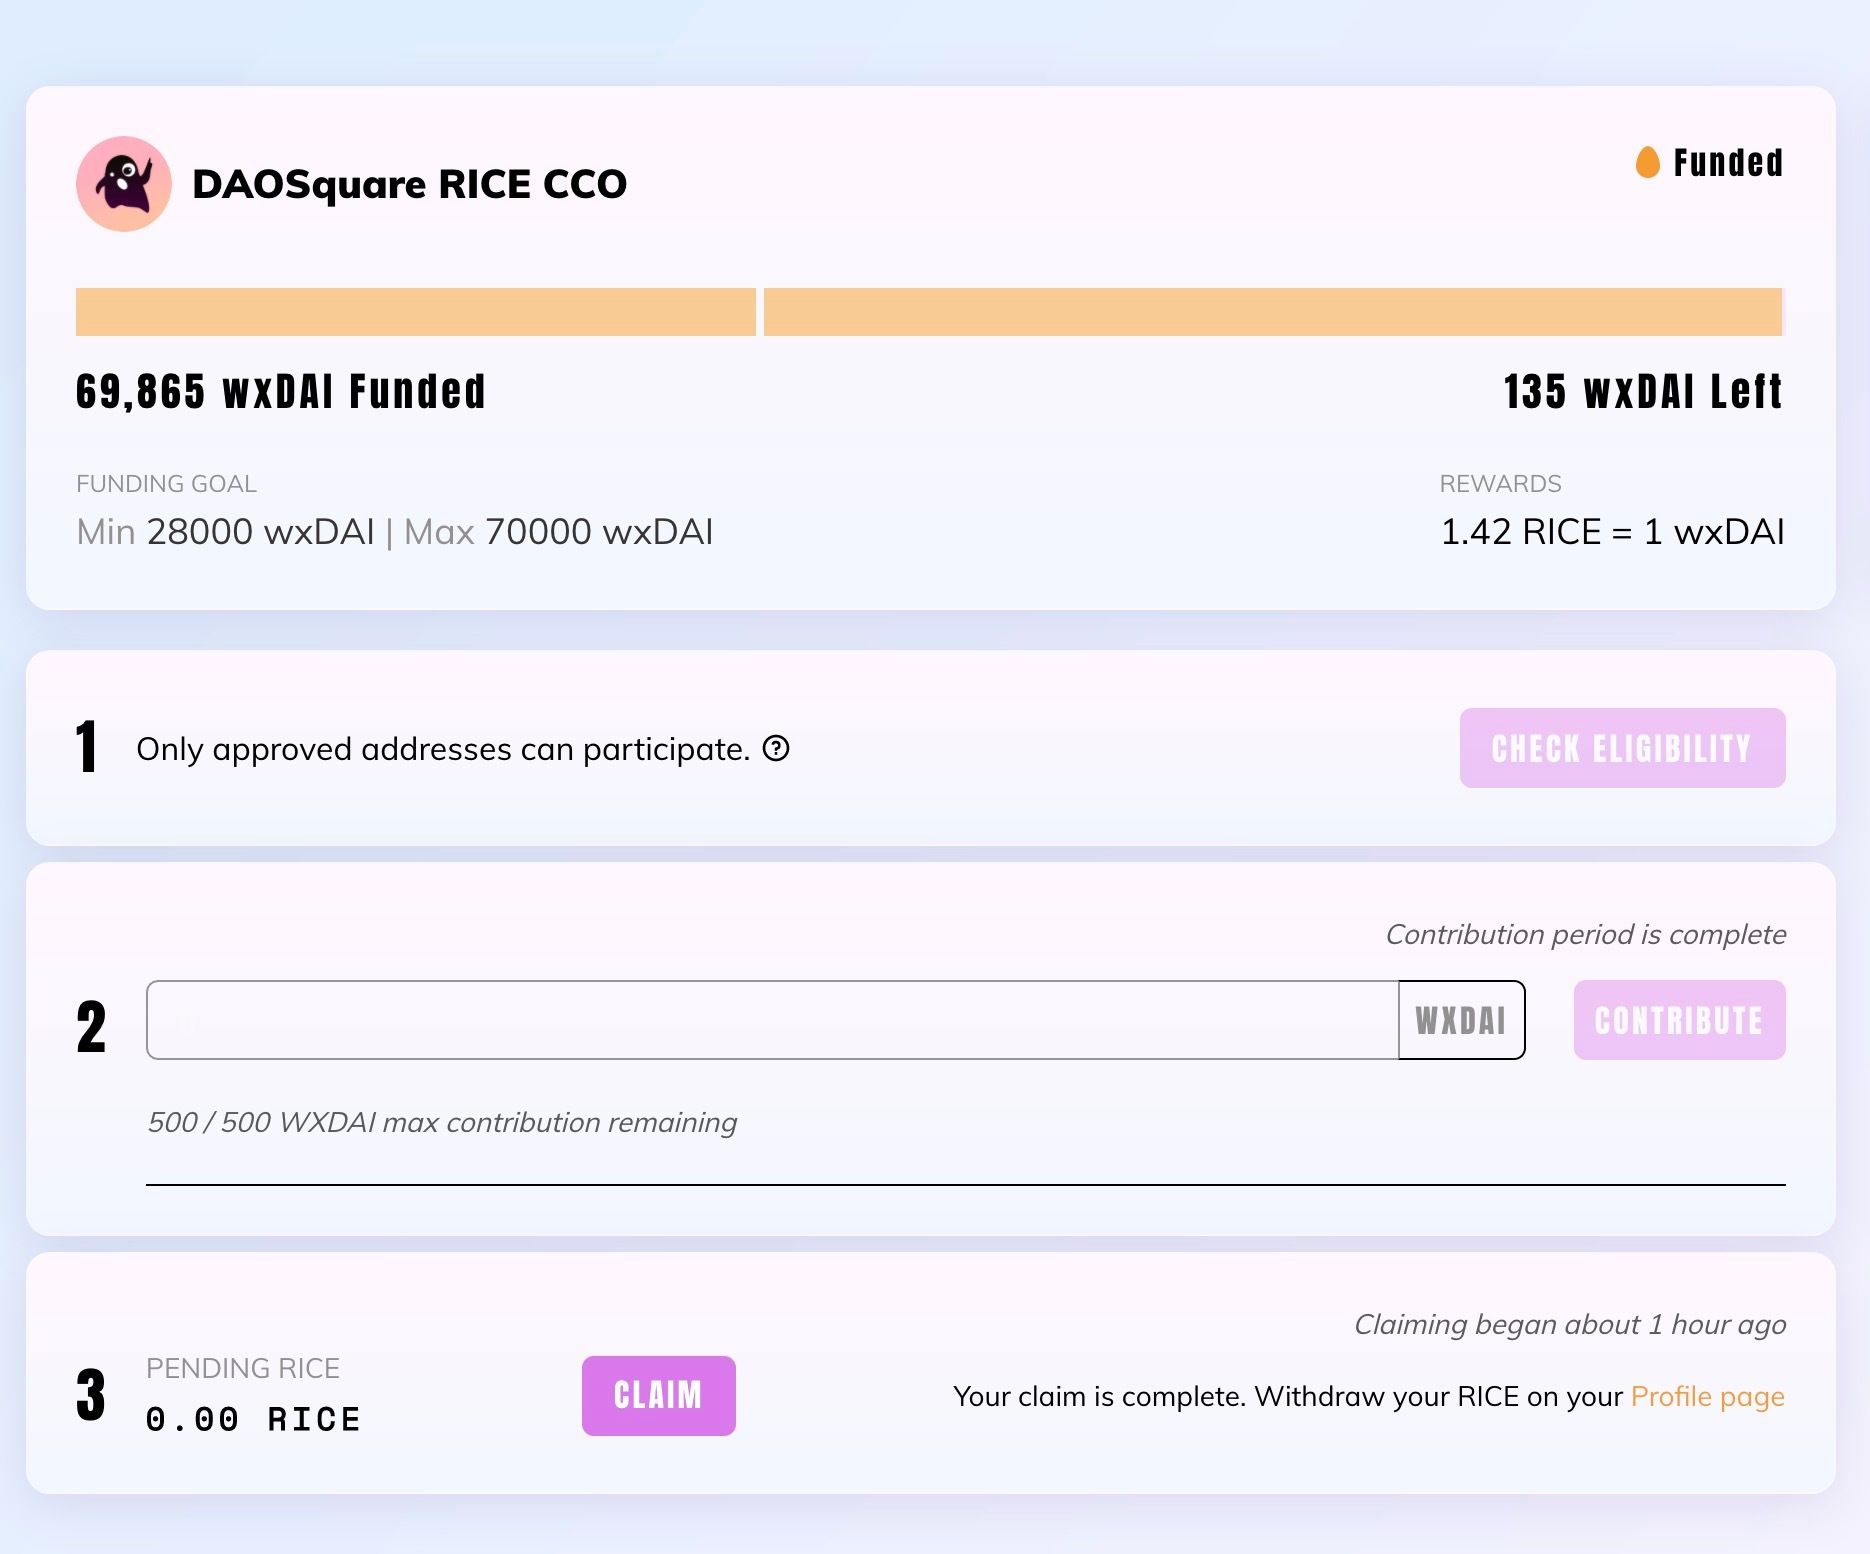 DAOSquare RICE CCO
Funded
69,865 wxDAI Funded
135 wxDAI Left
FUNDING GOAL
Min 28000 wxDAI | Max 70000 wxDAI
REWARDS
1.42 RICE = 1 wxDAI
1
Only approved addresses can participate. ?
CHECK ELIGIBILITY
Contribution period is complete
2
WXDAI
CONTRIBUTE
500 / 500 WXDAI max contribution remaining
Claiming began about 1 hour ago
3
PENDING RICE
0.00 RICE
CLAIM
Your claim is complete. Withdraw your RICE on your Profile page